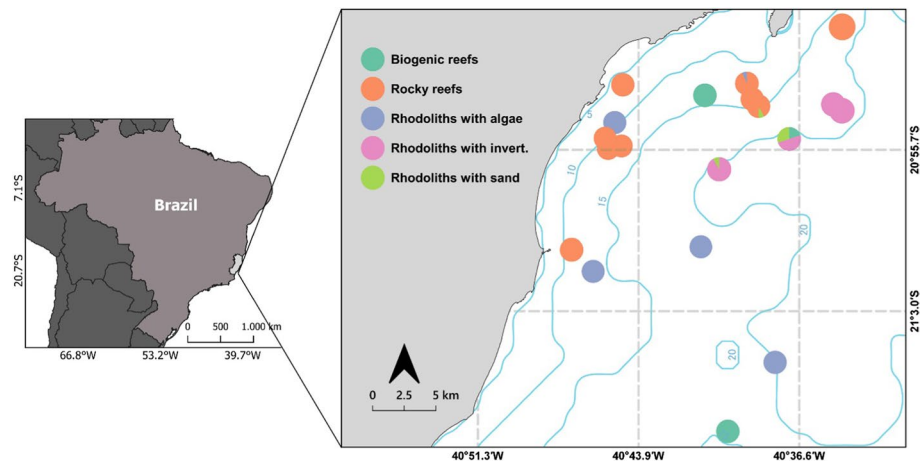 Biogenic reefs
Rocky reefs
Rhodoliths with algae
Rhodoliths with invert.
Rhodoliths with sand
5
10
15
20
20
20°55.7'S
21°3.0'S
0 2.5 5 km
40°51.3'W 40°43.9'W 40°36.6'W
Brazil
7.1°S
20.7°S
0 500 1.000 km
66.8°W 53.2°W 39.7°W